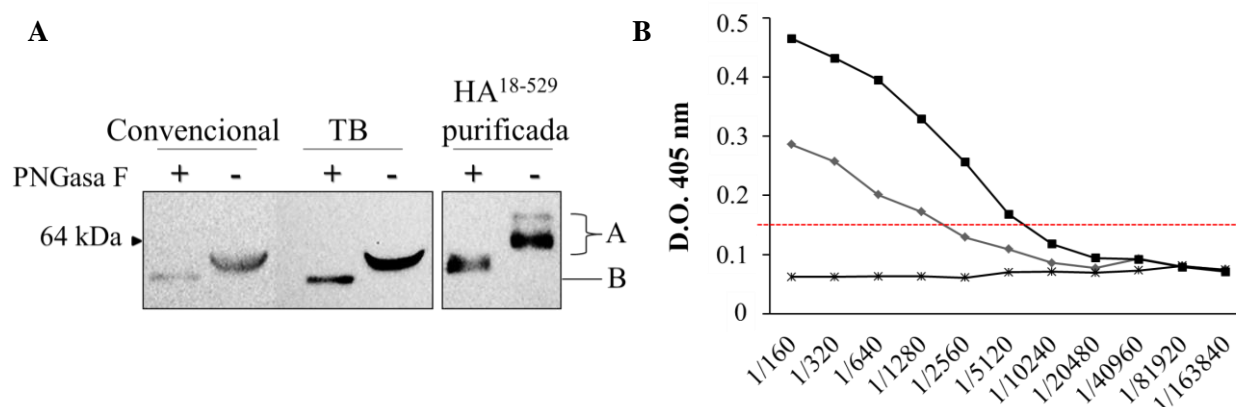 A
HA18-529
Convencional TB purificada
PNGasa F + - + - + -
64 kDa
A
B
B
D.O. 405 nm
0.5
0.4
0.3
0.2
0.1
0
1/160
1/320
1/640
1/1280
1/2560
1/5120
1/10240
1/20480
1/40960
1/81920
1/163840